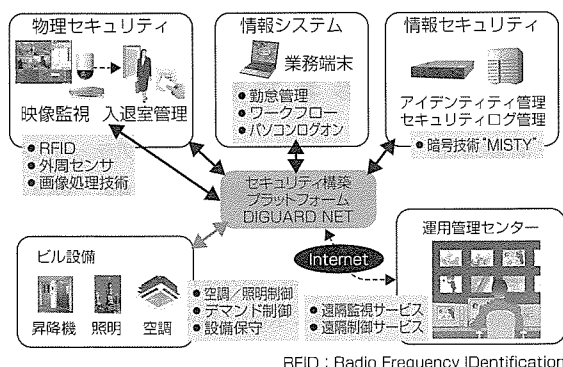 物理セキュリティ
映像監視 入退室管理
● RFID
● 外周センサ
● 画像処理技術
情報システム
業務端末
● 勤怠管理
● ワークフロー
● パソコンログオン
情報セキュリティ
アイデンティティ管理
セキュリティログ管理
● 暗号技術"MISTY"
セキュリティ構築
プラットフォーム
DIGUARD NET
ビル設備
昇降機 照明 空調
● 空調/照明制御
● デマンド制御
● 設備保守
Internet
運用管理センター
● 遠隔監視サービス
● 遠隔制御サービス
RFID:Radio Frequency IDentification